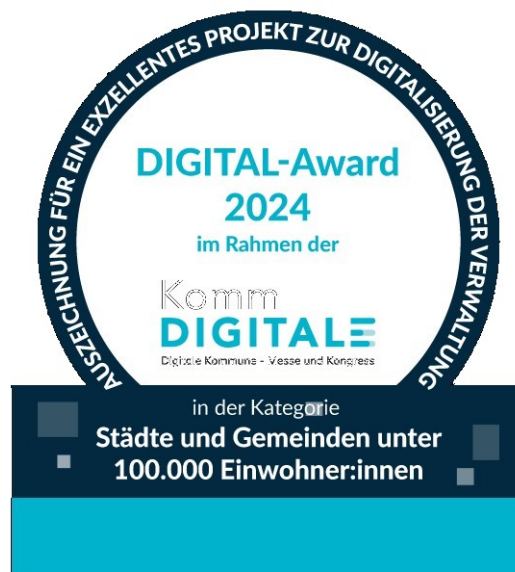 AUSZEICHNUNG FÜR EIN EXZELLENTES PROJEKT ZUR DIGITALISIERUNG DER VERWALTUNG
DIGITAL-Award
2024
im Rahmen der
Komm
DIGITALE
Digitale Kommune - Messe und Kongress
in der Kategorie
Städte und Gemeinden unter
100.000 Einwohner:innen